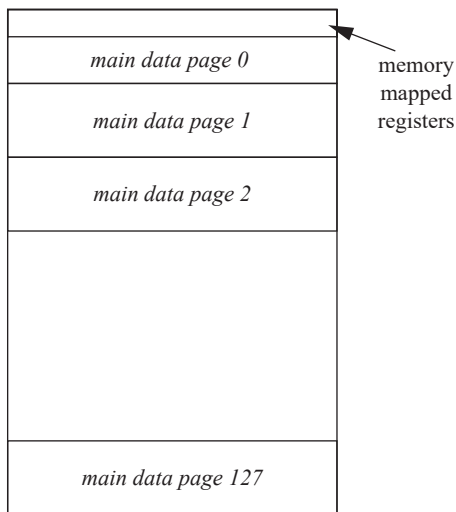 main data page 0
memory
mapped
registers
main data page 1
main data page 2
main data page 127